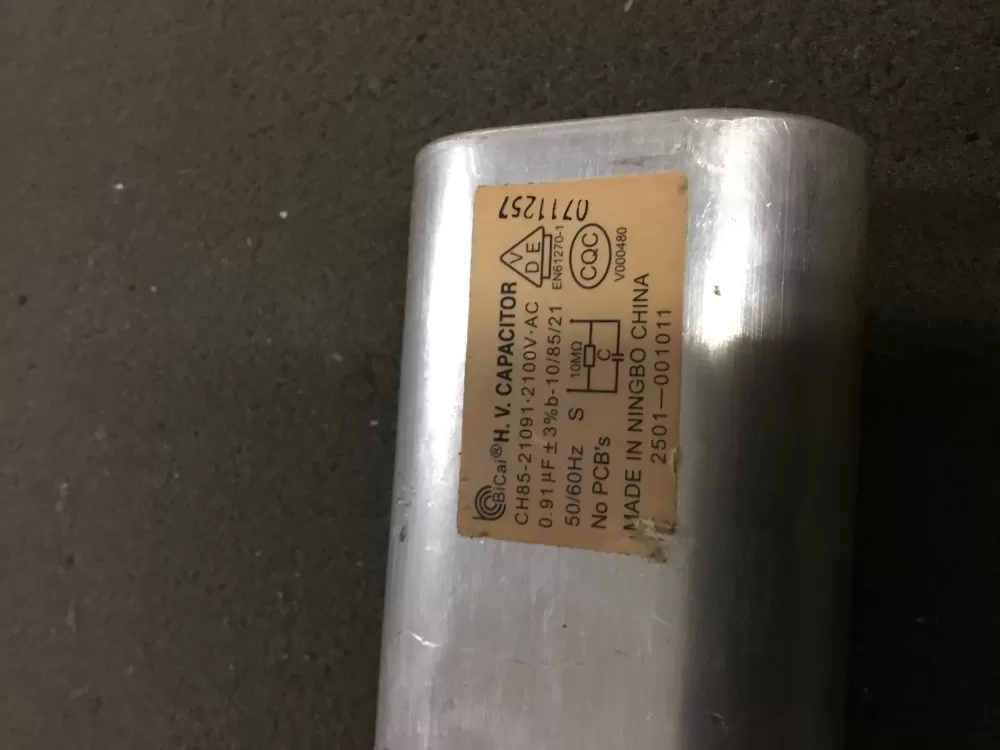 BiCai® H. V. CAPACITOR
CH85-21091·2100V·AC
0.91μF±3%b-10/85/21
50/60Hz S
10MΩ
C
No PCB's
MADE IN NINGBO CHINA
2501—001011
V
D E
EN61270-1
CQC
V000480
0711257